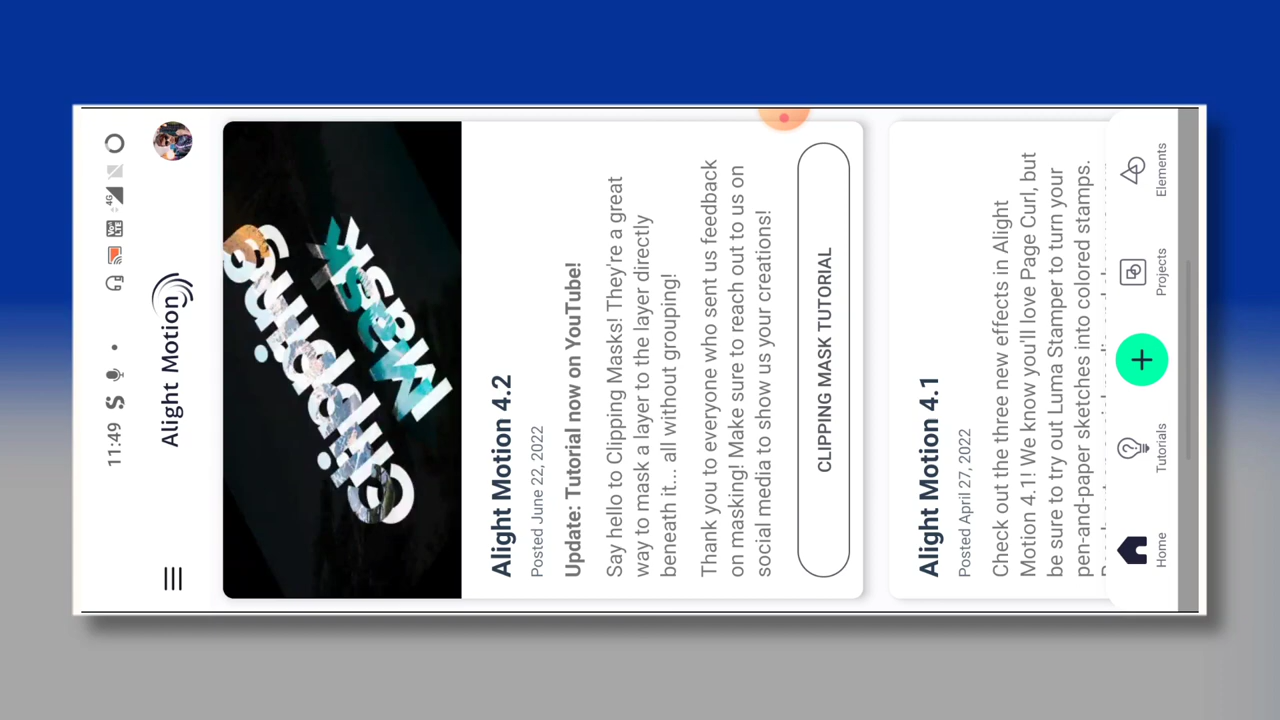 11:49
4G
Vo
LTE
Alight Motion
Clipping
Mask
Alight Motion 4.2
Posted June 22, 2022
Update: Tutorial now on YouTube!
Say hello to Clipping Masks! They're a great
way to mask a layer to the layer directly
beneath it... all without grouping!
Thank you to everyone who sent us feedback
on masking! Make sure to reach out to us on
social media to show us your creations!
CLIPPING MASK TUTORIAL
Alight Motion 4.1
Posted April 27, 2022
Check out the three new effects in Alight
Motion 4.1! We know you'll love Page Curl, but
be sure to try out Luma Stamper to turn your
pen-and-paper sketches into colored stamps.
Home
Tutorials
Projects
Elements